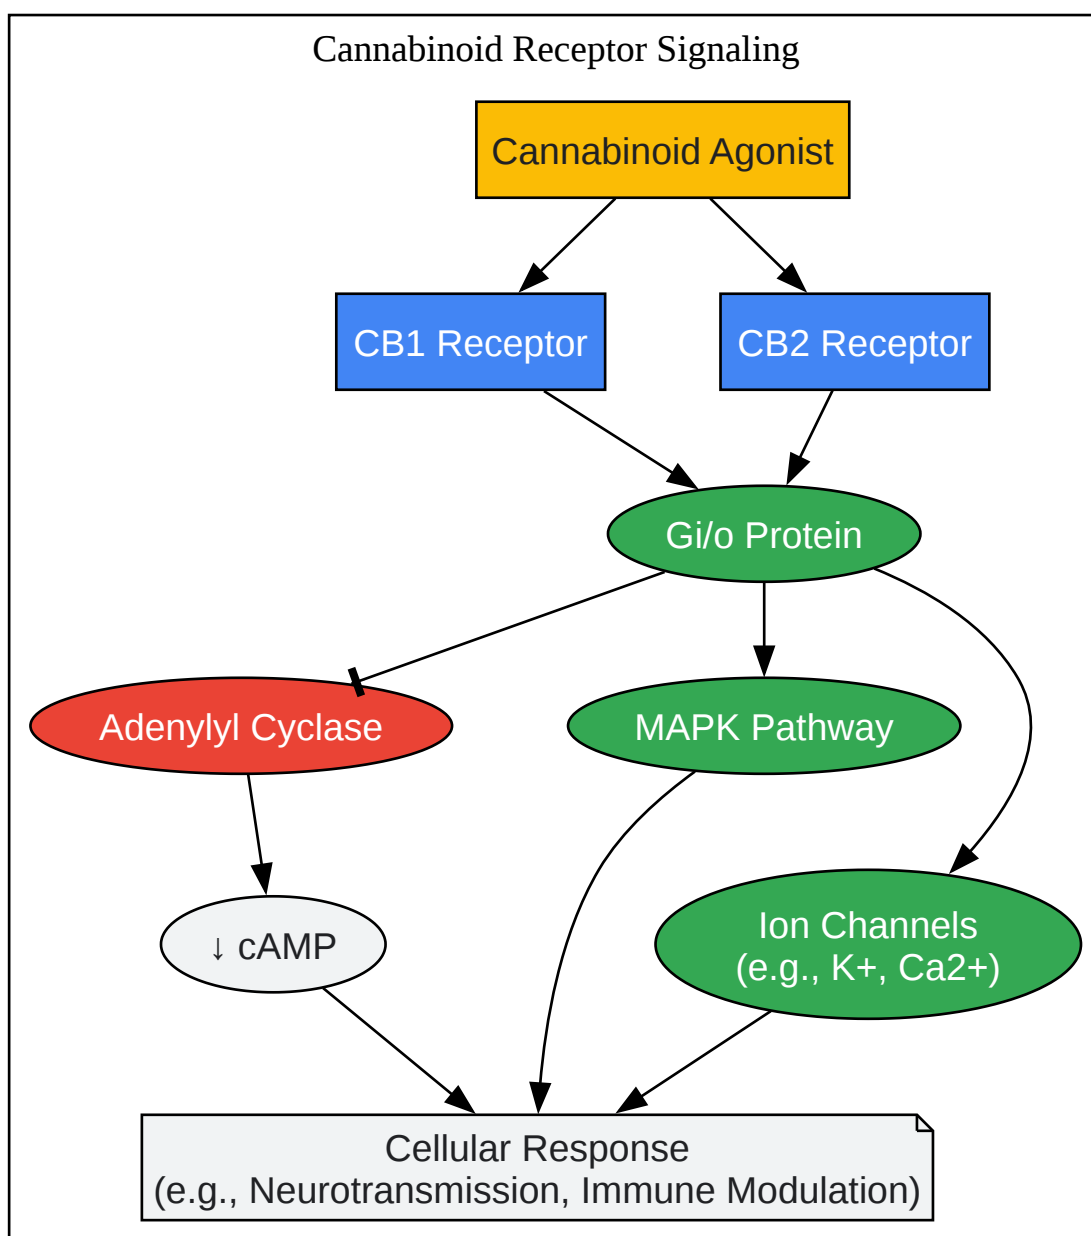 Cannabinoid Receptor Signaling
Cannabinoid Agonist
CB1 Receptor
CB2 Receptor
Gi/o Protein
Adenylyl Cyclase
MAPK Pathway
↓ cAMP
Ion Channels
(e.g., K+, Ca2+)
Cellular Response
(e.g., Neurotransmission, Immune Modulation)